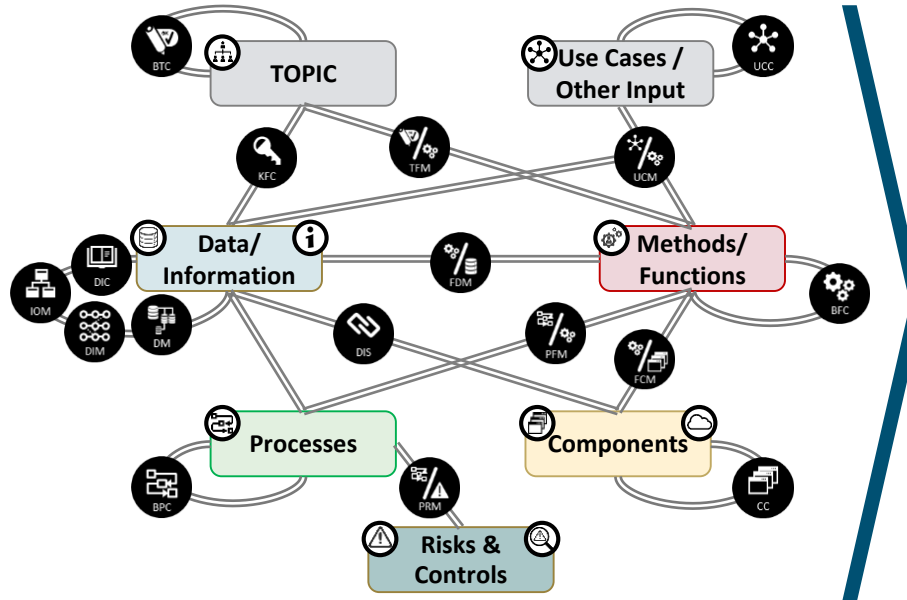 BTC
TOPIC
Use Cases /
Other Input
UCC
KFC
TFM
UCM
Data/
Information
i
Methods/
Functions
DIC
IOM
DIM
DM
FDM
BFC
DIS
PFM
FCM
Processes
Components
BPC
PRM
CC
Risks &
Controls